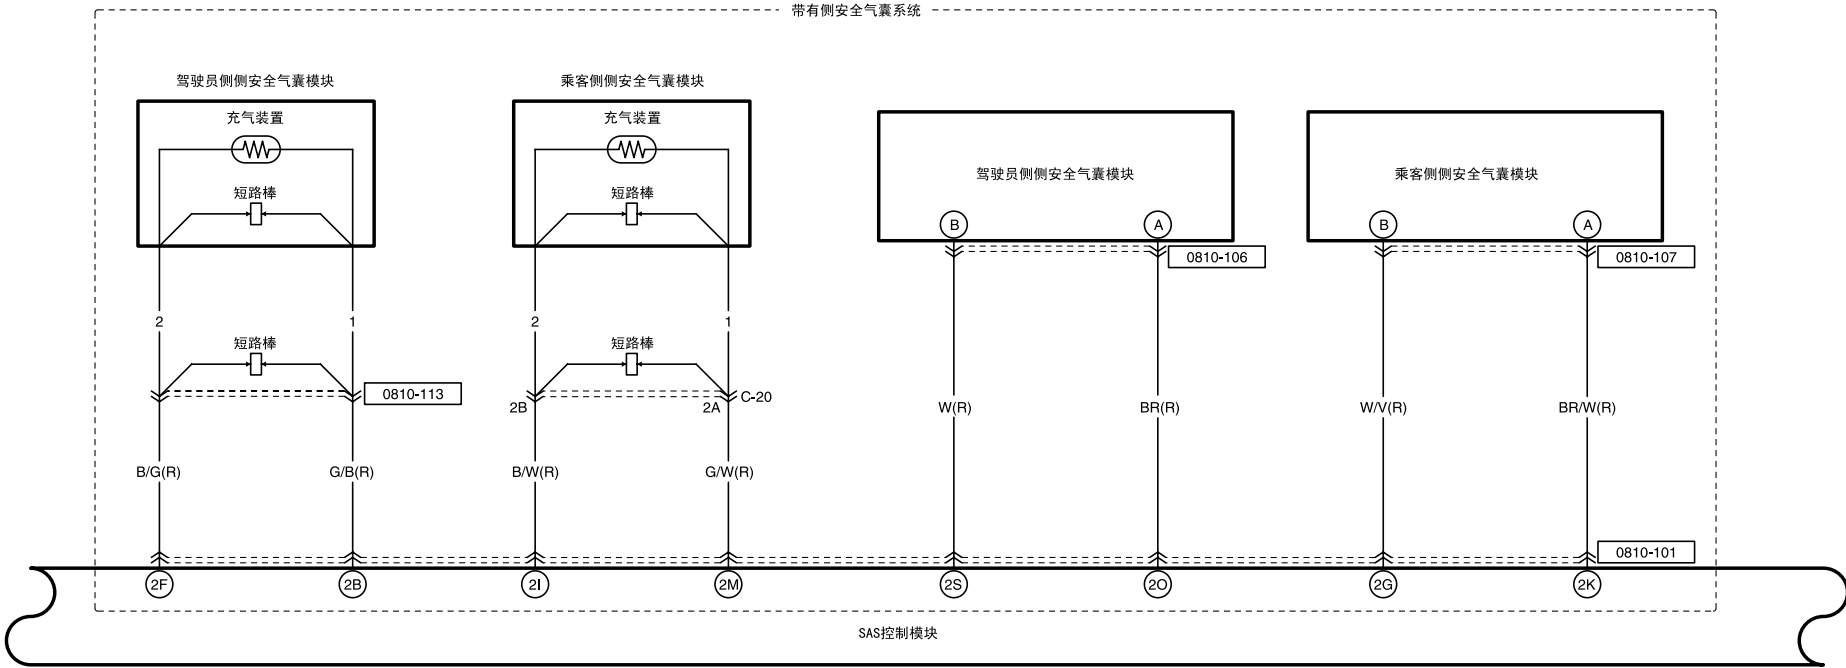 带有侧安全气囊系统
驾驶员侧侧安全气囊模块
乘客侧侧安全气囊模块
充气装置
充气装置
短路棒
短路棒
驾驶员侧侧安全气囊模块
乘客侧侧安全气囊模块
B
A
B
A
0810-106
0810-107
2
1
2
1
短路棒
短路棒
0810-113
2B
2A
C-20
W(R)
BR(R)
W/V(R)
BR/W(R)
B/G(R)
G/B(R)
B/W(R)
G/W(R)
0810-101
2F
2B
2I
2M
2S
2O
2G
2K
SAS控制模块